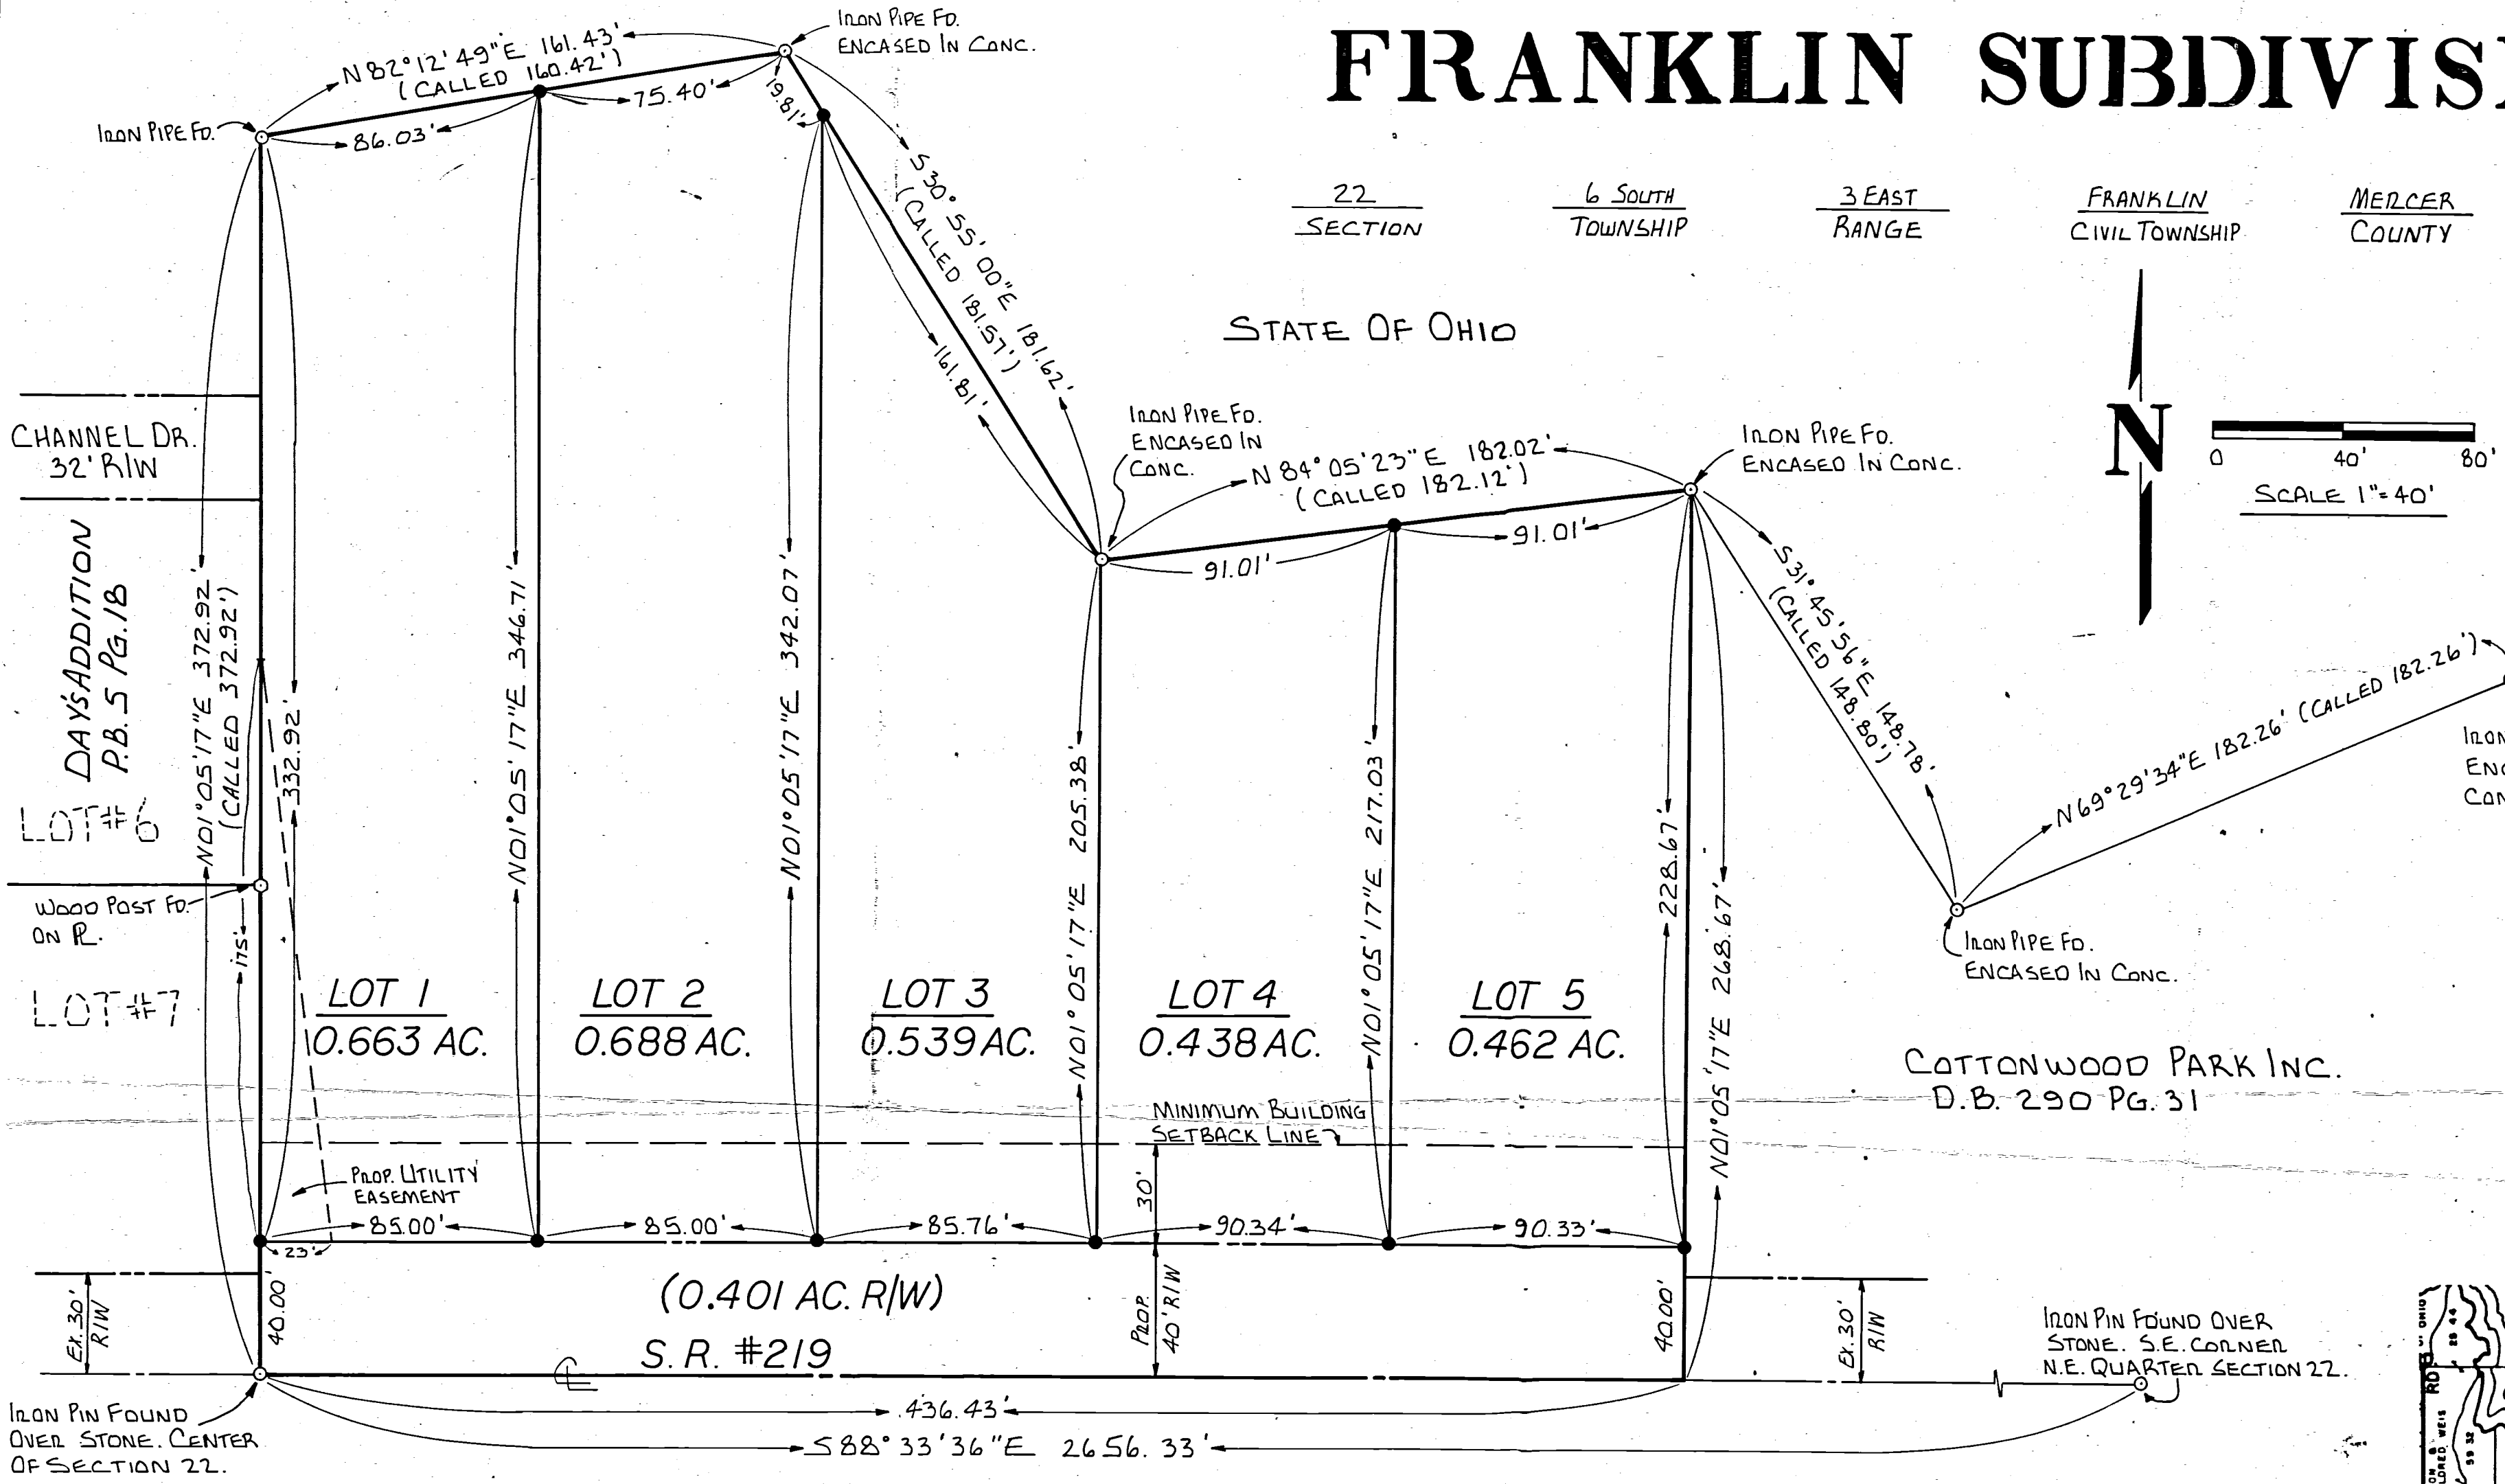 FRANKLIN SUBDIVIS
22
SECTION
6 SOUTH
TOWNSHIP
3 EAST
RANGE
FRANKLIN
CIVIL TOWNSHIP
MERCER
COUNTY
STATE OF OHIO
N
0 40' 80'
SCALE 1"=40'
IRON PIPE FD.
ENCASED IN CONC.
N 82° 12' 49" E 161.43'
(CALLED 160.42')
75.40'
19.81'
IRON PIPE FD.
86.03'
S 30° 55' 00" E 181.62'
(CALLED 181.57')
161.81'
IRON PIPE FD.
ENCASED IN
CONC.
N 84° 05' 23" E 182.02'
(CALLED 182.12')
91.01'
91.01'
IRON PIPE FD.
ENCASED IN CONC.
S 31° 45' 56" E 148.78'
(CALLED 148.80')
N 69° 29' 34" E 182.26' (CALLED 182.26')
IRON
ENC
CON
IRON PIPE FD.
ENCASED IN CONC.
CHANNEL DR.
32' R/W
DAY'S ADDITION
P.B. 5 PG. 18
LOT #6
WOOD POST FD.
ON PL.
LOT #7
N01° 05' 17" E 372.92'
(CALLED 372.92')
332.92'
175'
N01° 05' 17" E 346.71'
N01° 05' 17" E 342.07'
N01° 05' 17" E 205.38'
N01° 05' 17" E 217.03'
228.67'
N01° 05' 17" E 268.67'
LOT 1
0.663 AC.
LOT 2
0.688 AC.
LOT 3
0.539 AC.
LOT 4
0.438 AC.
LOT 5
0.462 AC.
COTTONWOOD PARK INC.
D.B. 290 PG. 31
MINIMUM BUILDING
SETBACK LINE
30'
PROP. UTILITY
EASEMENT
85.00'
85.00'
85.76'
90.34'
90.33'
23'
EX. 30'
R/W
40.00'
(0.401 AC. R/W)
S. R. #219
PROP.
40' R/W
40.00'
EX. 30'
R/W
IRON PIN FOUND OVER
STONE. S.E. CORNER
N.E. QUARTER SECTION 22.
IRON PIN FOUND
OVER STONE. CENTER
OF SECTION 22.
436.43'
S 88° 33' 36" E 2656.33'